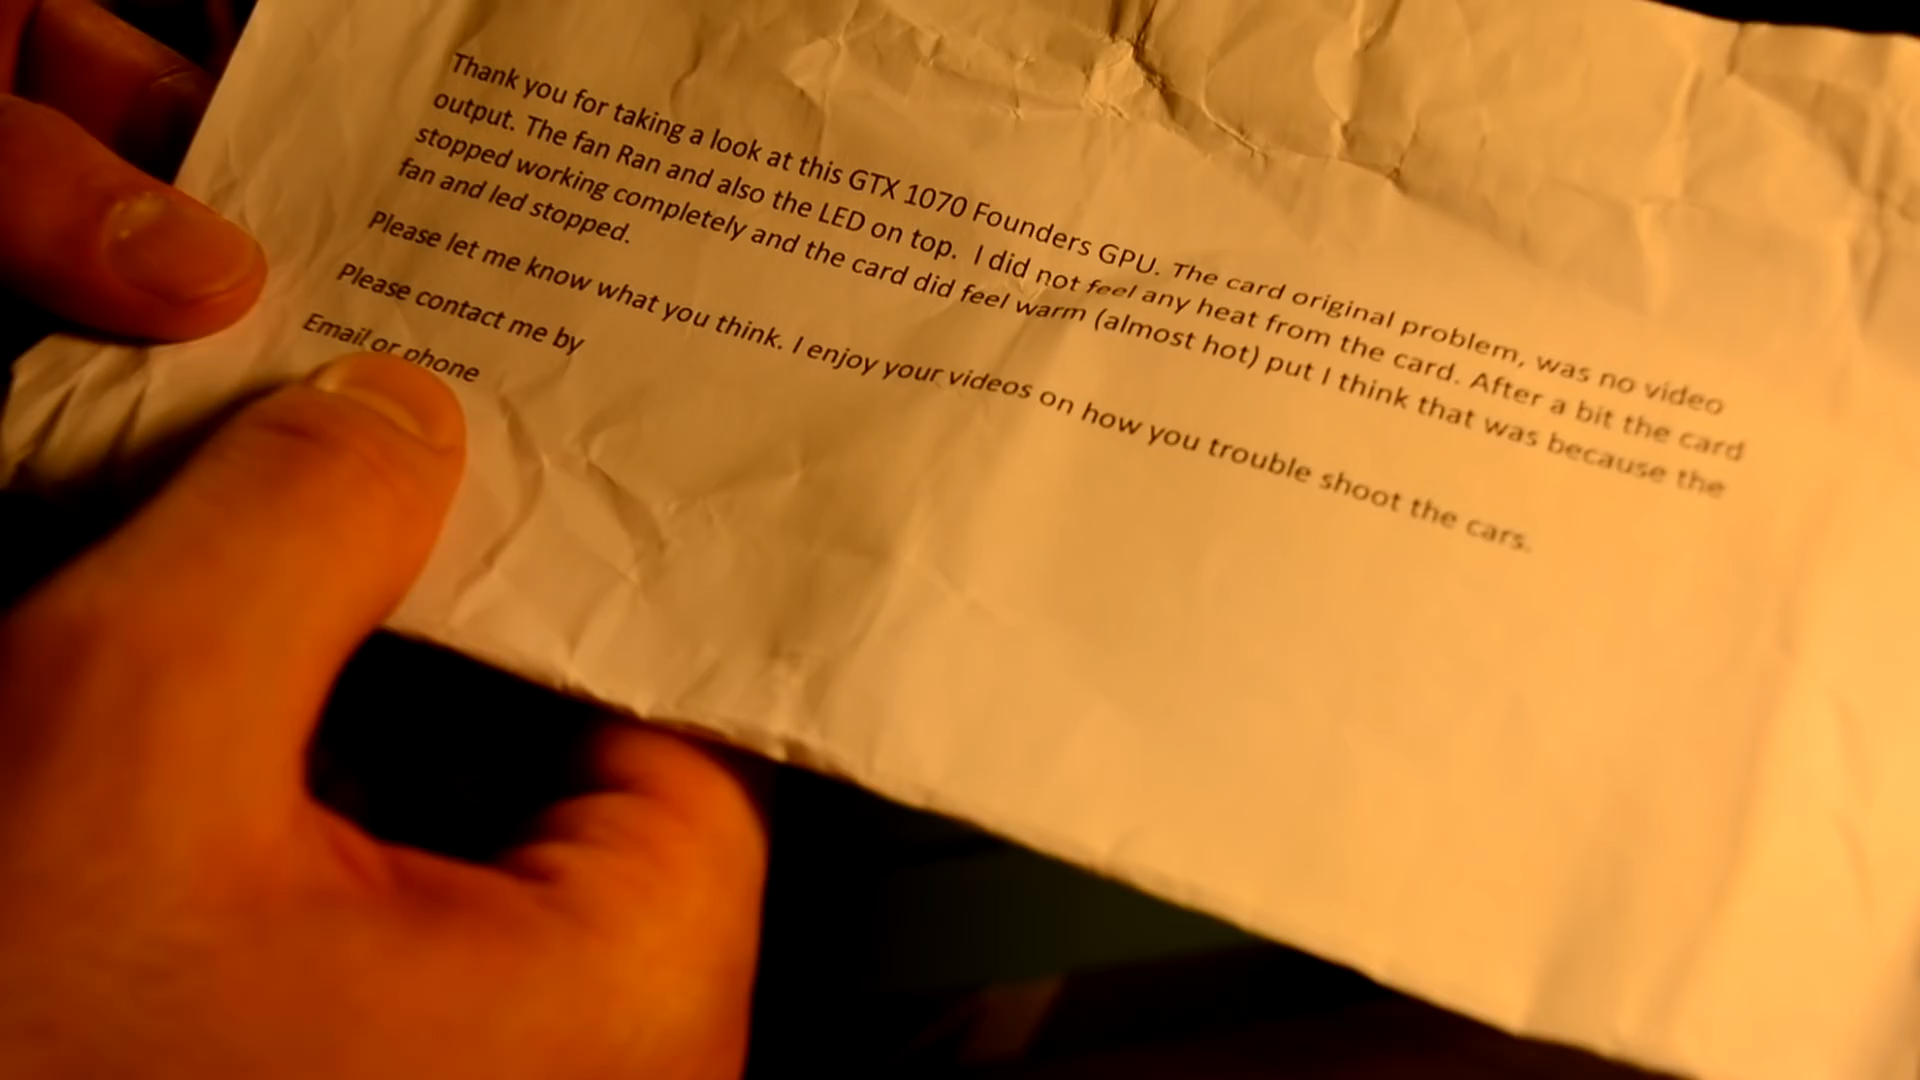 Thank you for taking a look at this GTX 1070 Founders GPU. The card original problem, was no video
output. The fan Ran and also the LED on top. I did not feel any heat from the card. After a bit the card
stopped working completely and the card did feel warm (almost hot) put I think that was because the
fan and led stopped.
Please let me know what you think. I enjoy your videos on how you trouble shoot the cars.
Please contact me by
Email or phone